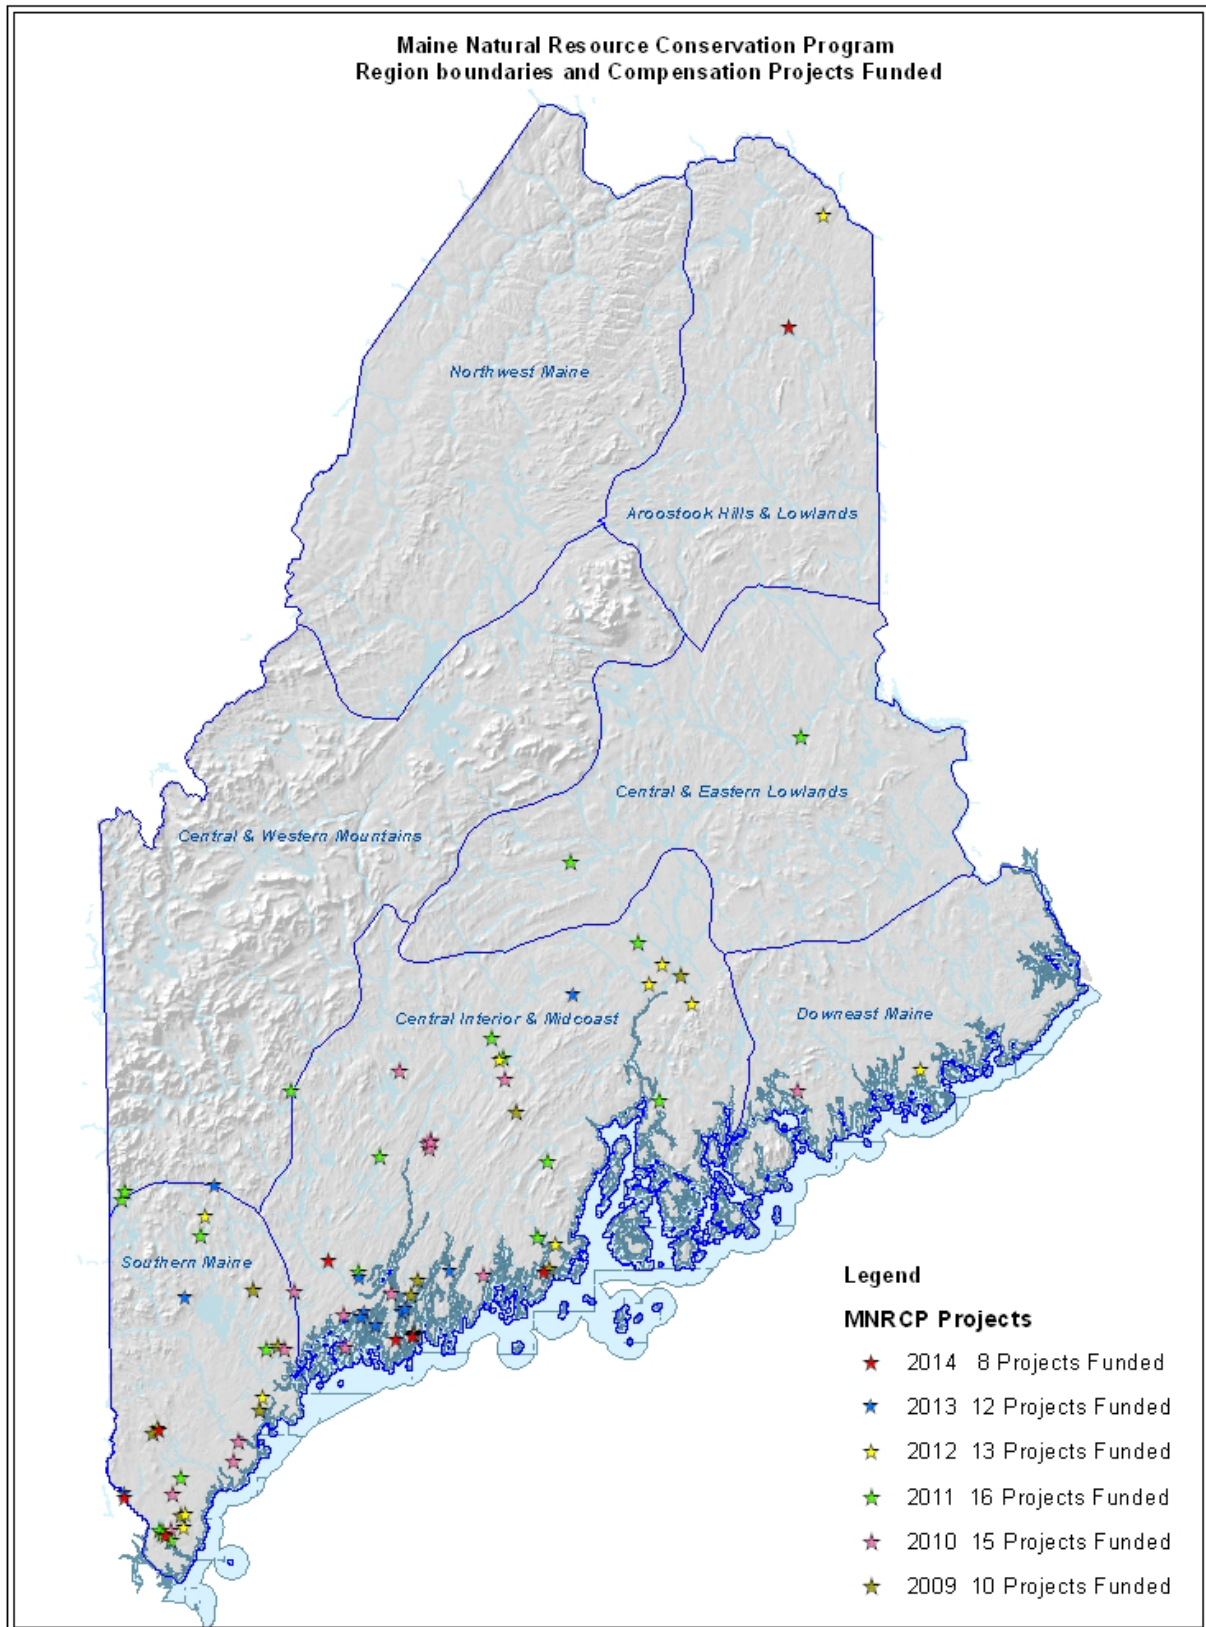 Maine Natural Resource Conservation Program
Region boundaries and Compensation Projects Funded
Northwest Maine
Aroostook Hills & Lowlands
Central & Eastern Lowlands
Central & Western Mountains
Central Interior & Midcoast
Downeast Maine
Southern Maine
Legend
MNRCP Projects
2014 8 Projects Funded
2013 12 Projects Funded
2012 13 Projects Funded
2011 16 Projects Funded
2010 15 Projects Funded
2009 10 Projects Funded